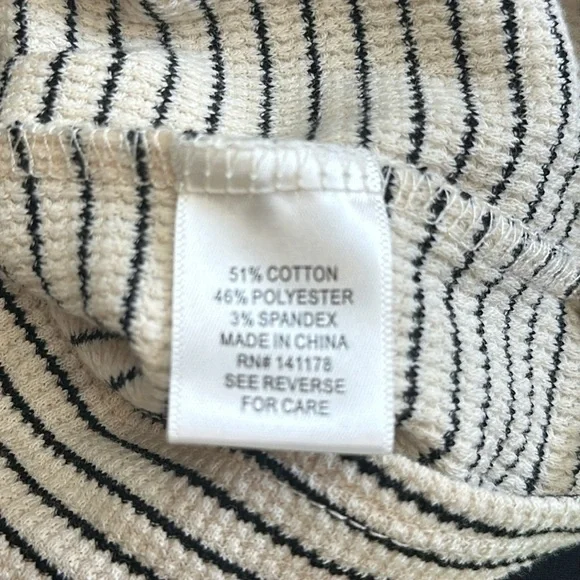 51% COTTON
46% POLYESTER
3% SPANDEX
MADE IN CHINA
RN# 141178
SEE REVERSE
FOR CARE